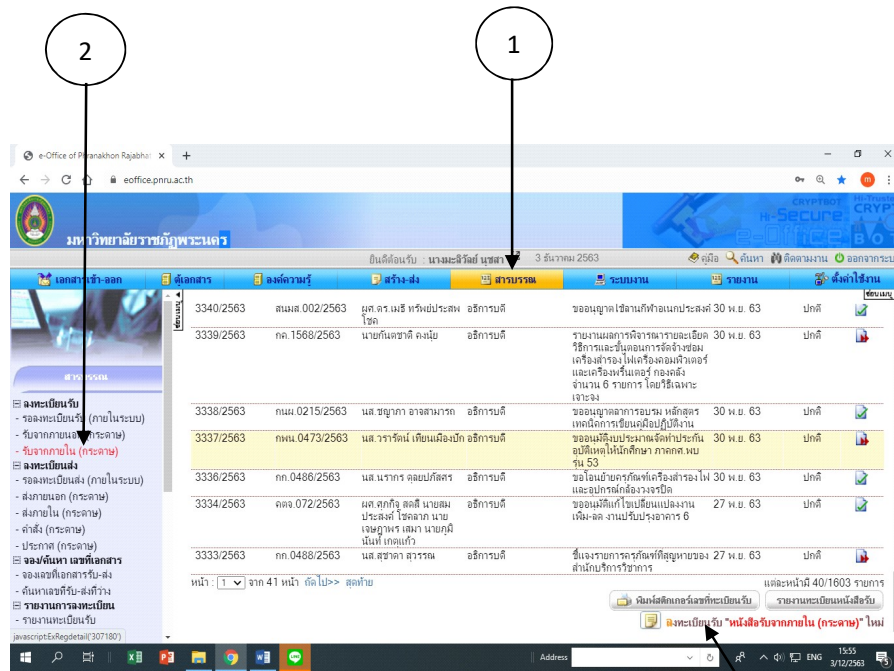 2
1
e-Office of Phranakhon Rajabha
eoffice.pnru.ac.th
มหาวิทยาลัยราชภัฏพระนคร
CRYPTBOT
Hi-Secure
e-Office
Hi-Truste
CRYP
BO
ยินดีต้อนรับ : นางมะลิวัลย์ นุชสา
3 ธันวาคม 2563
คู่มือ ค้นหา ติดตามงาน ออกจากระบ
เอกสารเข้า-ออก ตู้เอกสาร องค์ความรู้ สร้าง-ส่ง สารบรรณ ระบบงาน รายงาน ตั้งค่าใช้งาน
ซ่อนเมนู
ซ่อนเมนู
สารบรรณ
ลงทะเบียนรับ
- รอลงทะเบียนรับ (ภายในระบบ)
- รับจากภายนอก (กระดาษ)
- รับจากภายใน (กระดาษ)
ลงทะเบียนส่ง
- รอลงทะเบียนส่ง (ภายในระบบ)
- ส่งภายนอก (กระดาษ)
- ส่งภายใน (กระดาษ)
- คำสั่ง (กระดาษ)
- ประกาศ (กระดาษ)
จอง/ค้นหา เลขที่เอกสาร
- จองเลขที่เอกสารรับ-ส่ง
- ค้นหาเลขที่รับ-ส่งที่ว่าง
รายงานการลงทะเบียน
- รายงานทะเบียนรับ
javascript:ExRegdetail('307180')
3340/2563 สนมส.002/2563 ผศ.ดร.เมธี ทรัพย์ประสพ อธิการบดี ขออนุญาตใช้ลานกีฬาอเนกประสงค์ 30 พ.ย. 63 ปกติ
โชค
3339/2563 กค.1568/2563 นายกันตชาติ คงนุ้ย อธิการบดี รายงานผลการพิจารณารายละเอียด 30 พ.ย. 63 ปกติ
วิธีการและขั้นตอนการจัดจ้างซ่อม
เครื่องสำรองไฟเครื่องคอมพิวเตอร์
และเครื่องพริ้นเตอร์ กองคลัง
จำนวน 6 รายการ โดยวิธีเฉพาะ
เจาะจง
3338/2563 กนผ.0215/2563 นส.ชญาภา อาจสามารถ อธิการบดี ขออนุญาตอาการอบรม หลักสูตร 30 พ.ย. 63 ปกติ
เทคนิคการเขียนคู่มือปฏิบัติงาน
3337/2563 กพน.0473/2563 นส.วรารัตน์ เทียนเมืองปัก อธิการบดี ขออนุมัติงบประมาณจัดทำประกัน 30 พ.ย. 63 ปกติ
อุบัติเหตุให้นักศึกษา ภาคกศ.พบ
รุ่น 53
3336/2563 กก.0486/2563 นส.นรากร ตุลยปภัสศร อธิการบดี ขอโอนย้ายครุภัณฑ์เครื่องสำรองไฟ 30 พ.ย. 63 ปกติ
และอุปกรณ์กล้องวงจรปิด
3334/2563 คตจ.072/2563 ผศ.ศุภกิจ สดสี นายสม อธิการบดี ขออนุมัติแก้ไขเปลี่ยนแปลงงาน 27 พ.ย. 63 ปกติ
ประสงค์ โชคลาภ นาย เพิ่ม-ลด งานปรับปรุงอาคาร 6
เจษฎาพร เสมา นายภูมิ
นันท์ เกตุแก้ว
3333/2563 กก.0488/2563 นส.สุชาดา สุวรรณ อธิการบดี ชี้แจงรายการครุภัณฑ์ที่สูญหายของ 27 พ.ย. 63 ปกติ
สำนักบริการวิชาการ
หน้า : 1 จาก 41 หน้า ถัดไป>> สุดท้าย แต่ละหน้ามี 40/1603 รายการ
พิมพ์สติกเกอร์เลขที่ทะเบียนรับ รายงานทะเบียนหนังสือรับ
ลงทะเบียนรับ "หนังสือรับจากภายใน (กระดาษ)" ใหม่
Address
ENG
15:55
3/12/2563